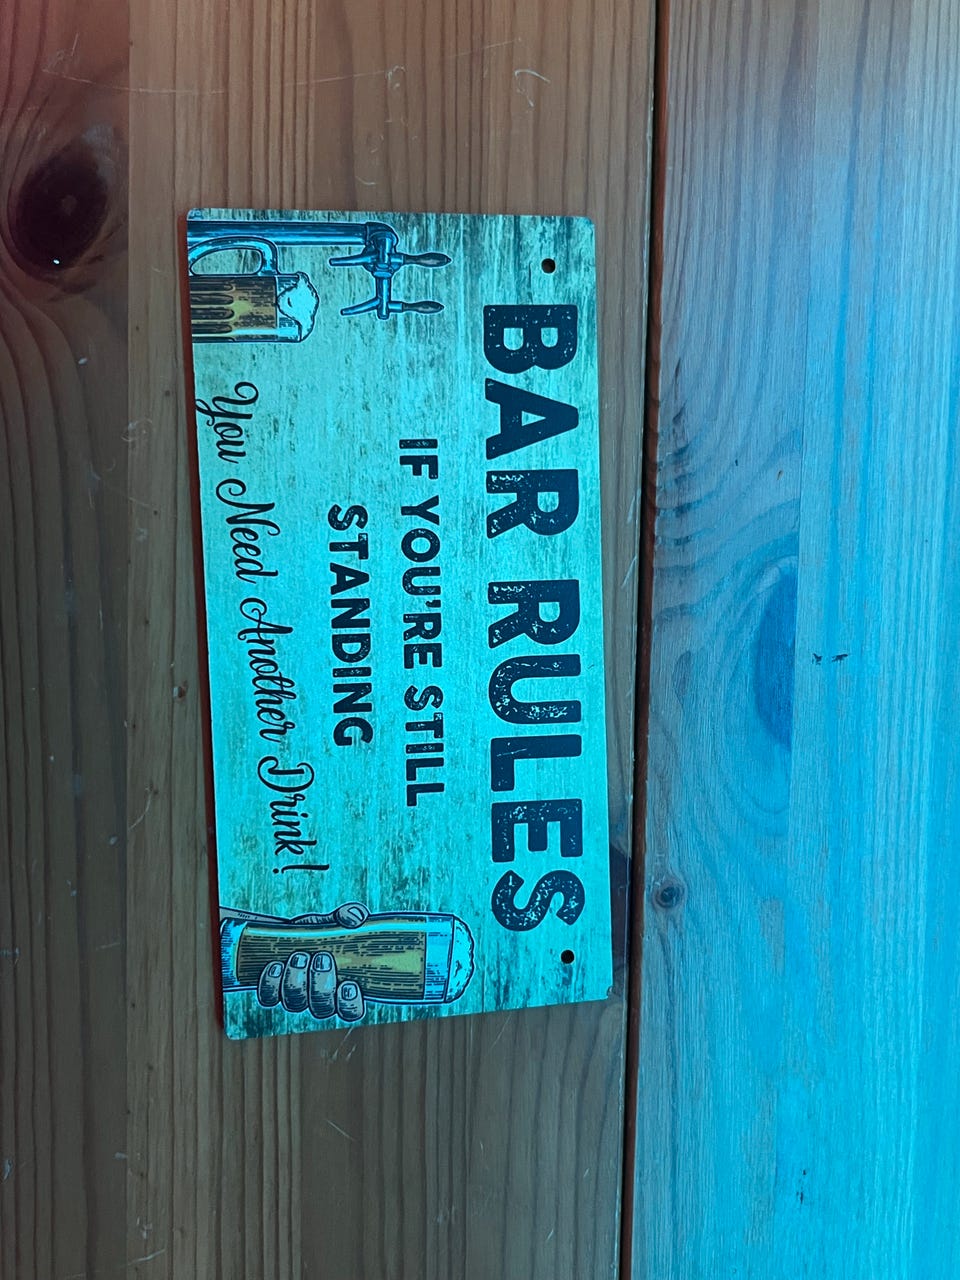 BAR RULES
IF YOU'RE STILL
STANDING
You Need Another Drink!